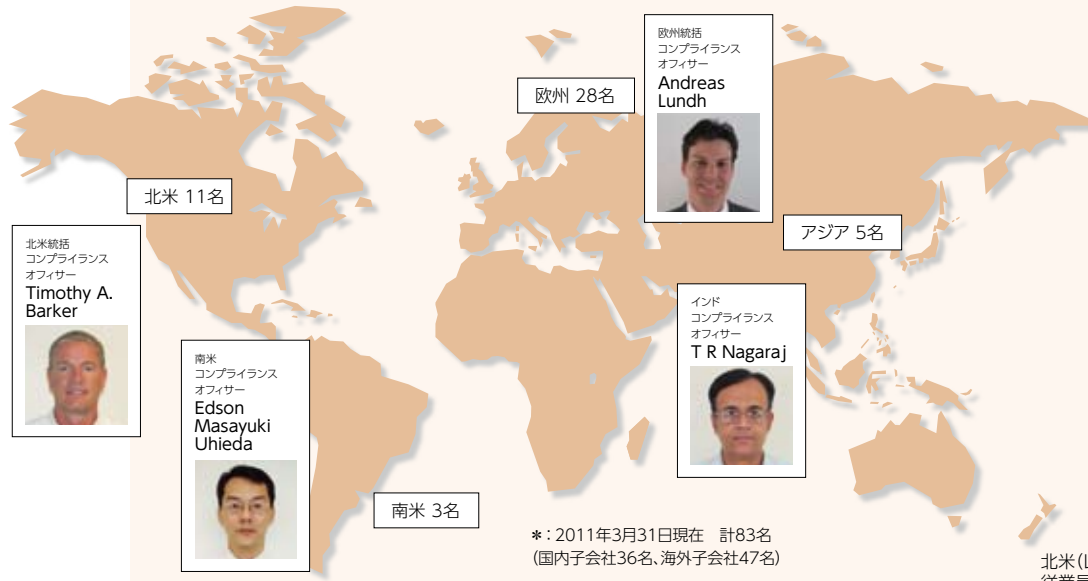 欧州統括
コンプライランス
オフィサー
Andreas
Lundh
欧州 28名
北米 11名
アジア 5名
北米統括
コンプライランス
オフィサー
Timothy A.
Barker
インド
コンプライランス
オフィサー
T R Nagaraj
南米
コンプライランス
オフィサー
Edson
Masayuki
Uhieda
南米 3名
*：2011年3月31日現在　計83名
(国内子会社36名、海外子会社47名)
北米(
従業員